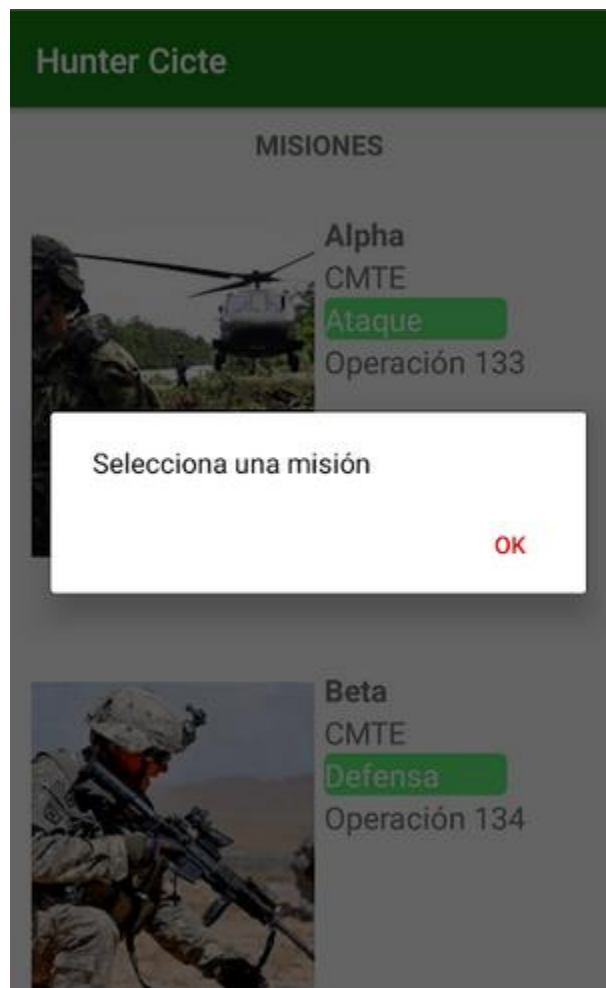 Hunter Cicte
MISIONES
Alpha
CMTE
Ataque
Operación 133
Selecciona una misión
OK
Beta
CMTE
Defensa
Operación 134